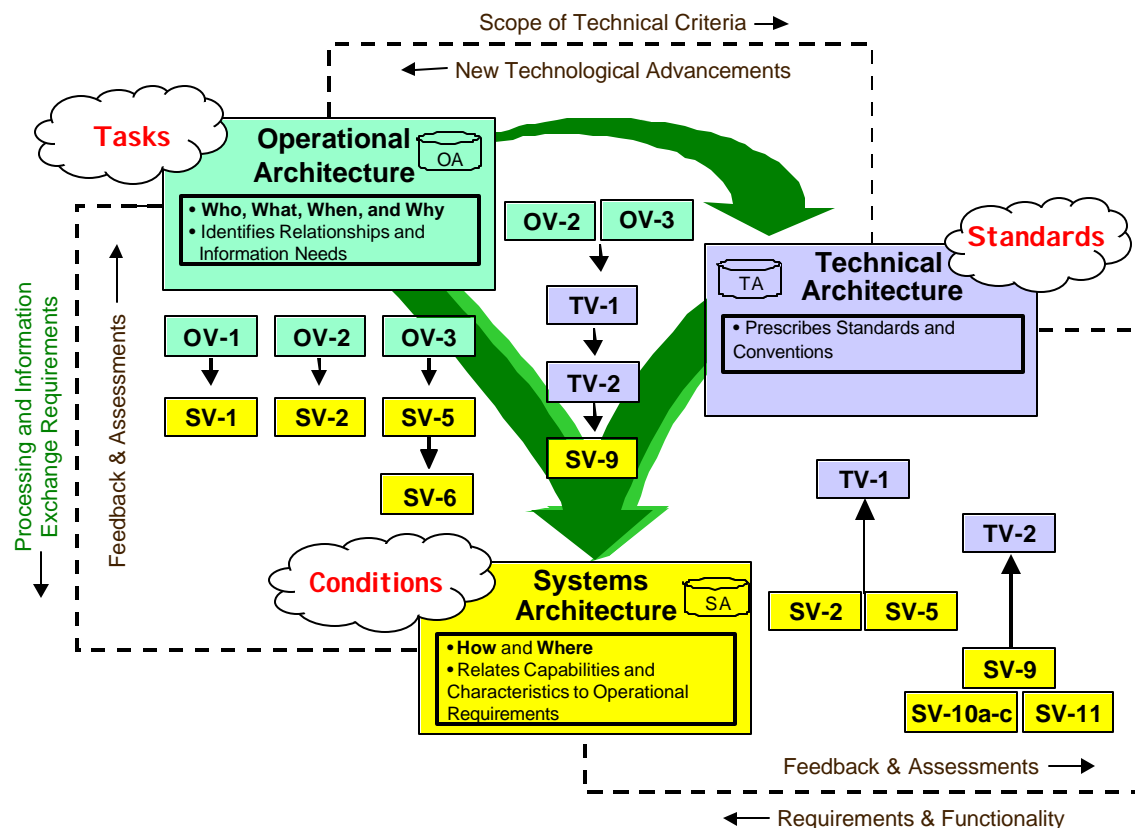 Scope of Technical Criteria
New Technological Advancements
Tasks
Operational
Architecture
OA
• Who, What, When, and Why
• Identifies Relationships and
Information Needs
OV-2 OV-3
TV-1
TV-2
SV-9
Standards
Technical
Architecture
TA
• Prescribes Standards and
Conventions
OV-1 OV-2 OV-3
SV-1 SV-2 SV-5
SV-6
Processing and Information
Exchange Requirements
Feedback & Assessments
Conditions
Systems
Architecture
SA
• How and Where
• Relates Capabilities and
Characteristics to Operational
Requirements
TV-1
SV-2 SV-5
TV-2
SV-9
SV-10a-c SV-11
Feedback & Assessments
Requirements & Functionality